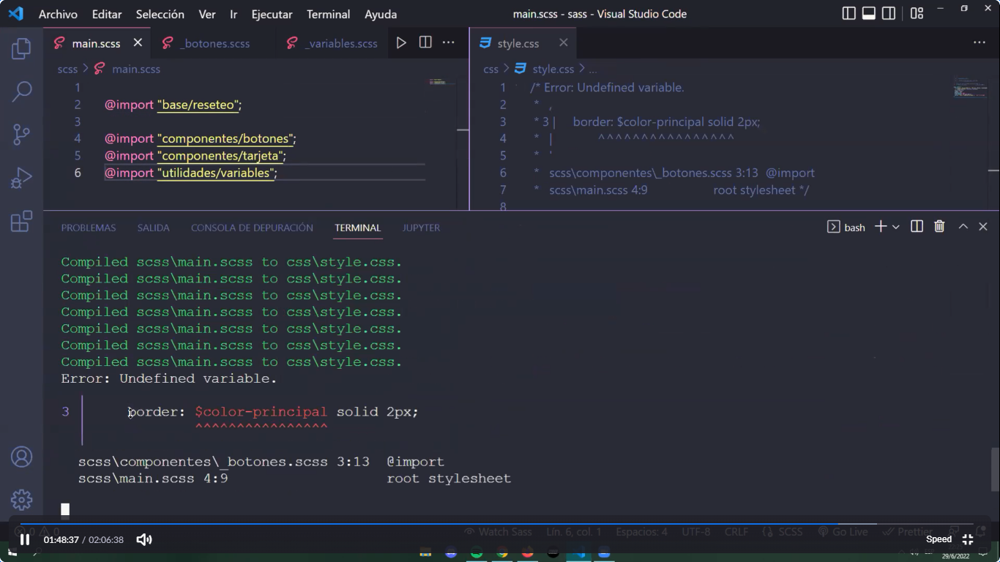 Archivo Editar Selección Ver Ir Ejecutar Terminal Ayuda main.scss - sass - Visual Studio Code
main.scss _botones.scss _variables.scss style.css
scss > main.scss css > style.css > ...
1
2 @import "base/reseteo";
3
4 @import "componentes/botones";
5 @import "componentes/tarjeta";
6 @import "utilidades/variables";
1 /* Error: Undefined variable.
2 * ,
3 * 3 | border: $color-principal solid 2px;
4 * | ^^^^^^^^^^^^^^^^
5 * '
6 * scss\componentes\_botones.scss 3:13 @import
7 * scss\main.scss 4:9 root stylesheet */
8
PROBLEMAS SALIDA CONSOLA DE DEPURACIÓN TERMINAL JUPYTER bash
Compiled scss\main.scss to css\style.css.
Compiled scss\main.scss to css\style.css.
Compiled scss\main.scss to css\style.css.
Compiled scss\main.scss to css\style.css.
Compiled scss\main.scss to css\style.css.
Compiled scss\main.scss to css\style.css.
Compiled scss\main.scss to css\style.css.
Error: Undefined variable.
3 border: $color-principal solid 2px;
^^^^^^^^^^^^^^^^
scss\componentes\_botones.scss 3:13 @import
scss\main.scss 4:9 root stylesheet
0 0 Watch Sass Lín. 6, col. 1 Espacios: 4 UTF-8 CRLF SCSS Go Live Prettier
01:48:37 / 02:06:38 Speed
29/6/2022